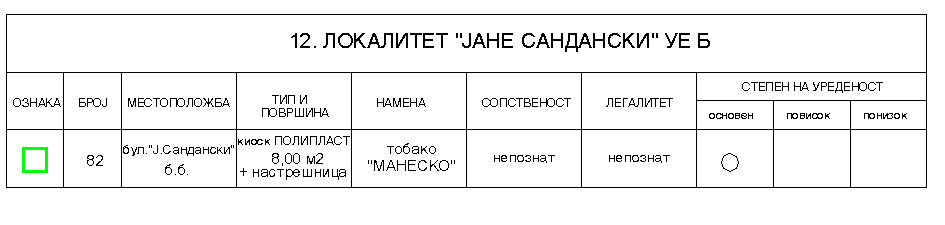 12. ЛОКАЛИТЕТ "ЈАНЕ САНДАНСКИ" УЕ Б
ОЗНАКА БРОЈ МЕСТОПОЛОЖБА ТИП И ПОВРШИНА НАМЕНА СОПСТВЕНОСТ ЛЕГАЛИТЕТ СТЕПЕН НА УРЕДЕНОСТ
основен повисок понизок
82 бул."Ј.Сандански" б.б. киоск ПОЛИПЛАСТ 8,00 м2 + настрешница тобако "МАНЕСКО" непознат непознат